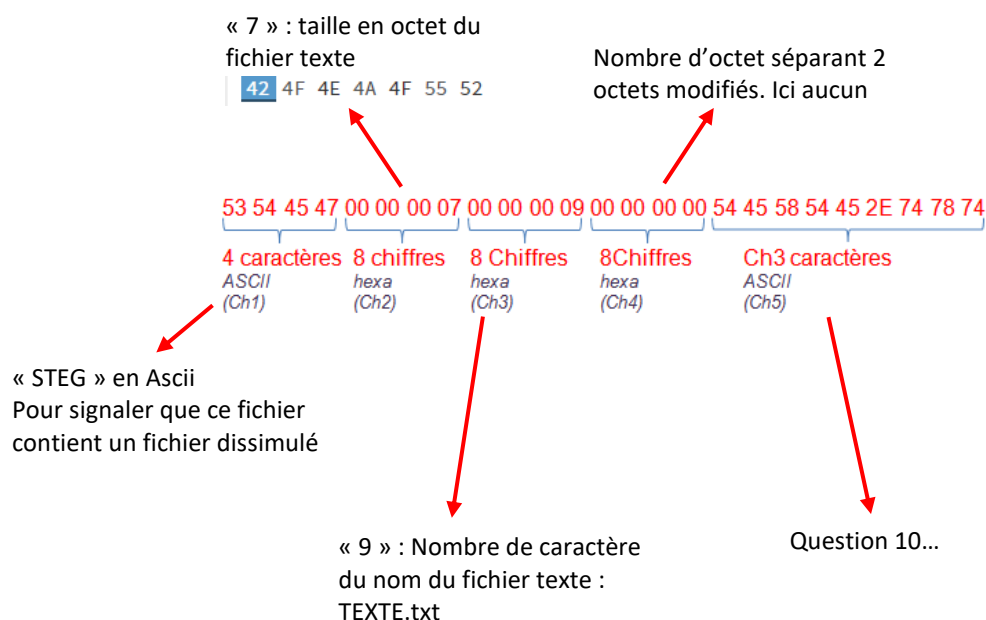 « 7 » : taille en octet du
fichier texte
42 4F 4E 4A 4F 55 52
Nombre d’octet séparant 2
octets modifiés. Ici aucun
53 54 45 47 00 00 00 07 00 00 00 09 00 00 00 00 54 45 58 54 45 2E 74 78 74
4 caractères 8 chiffres 8 Chiffres 8Chiffres Ch3 caractères
ASCII hexa hexa hexa ASCII
(Ch1) (Ch2) (Ch3) (Ch4) (Ch5)
« STEG » en Ascii
Pour signaler que ce fichier
contient un fichier dissimulé
« 9 » : Nombre de caractère
du nom du fichier texte :
TEXTE.txt
Question 10…